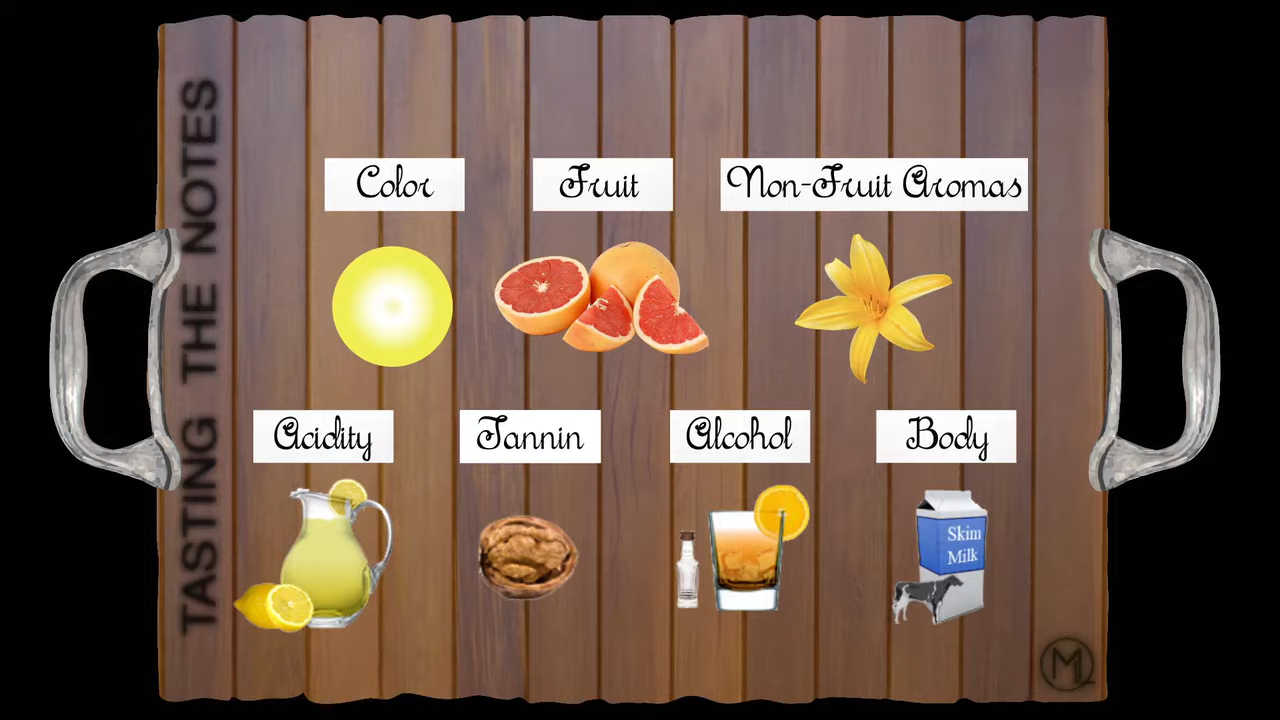 TASTING THE NOTES
Color
Fruit
Non-Fruit Aromas
Acidity
Tannin
Alcohol
Body
Skim
Milk
M